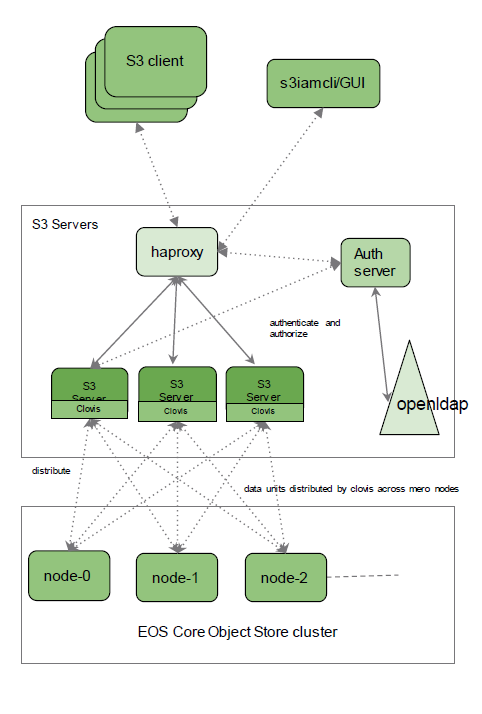 S3 client
s3iamcli/GUI
S3 Servers
haproxy
Auth
server
authenticate and
authorize
S3
Server
Clovis
S3
Server
Clovis
S3
Server
Clovis
openldap
distribute
data units distributed by clovis across mero nodes
node-0
node-1
node-2
EOS Core Object Store cluster